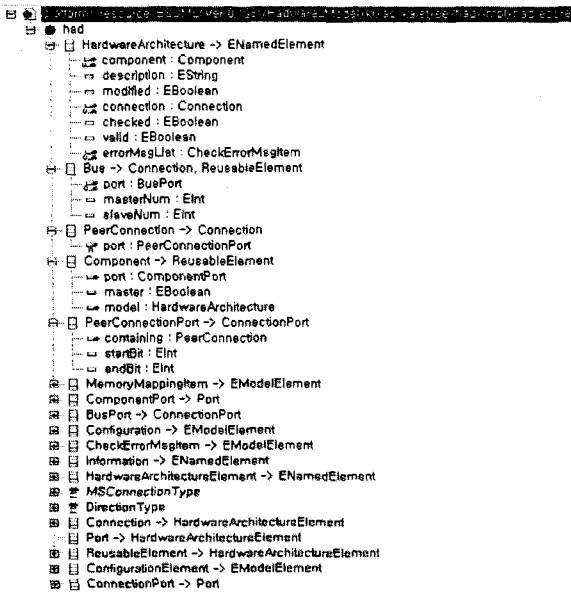 had
HardwareArchitecture -> ENamedElement
component : Component
description : EString
modified : EBoolean
connection : Connection
checked : EBoolean
valid : EBoolean
errorMsgList : CheckErrorMsgItem
Bus -> Connection, ReusableElement
port : BusPort
masterNum : EInt
slaveNum : EInt
PeerConnection -> Connection
port : PeerConnectionPort
Component -> ReusableElement
port : ComponentPort
master : EBoolean
model : HardwareArchitecture
PeerConnectionPort -> ConnectionPort
containing : PeerConnection
startBit : EInt
endBit : EInt
MemoryMappingItem -> EModelElement
ComponentPort -> Port
BusPort -> ConnectionPort
Configuration -> EModelElement
CheckErrorMsgItem -> EModelElement
Information -> ENamedElement
HardwareArchitectureElement -> ENamedElement
MSConnectionType
DirectionType
Connection -> HardwareArchitectureElement
Port -> HardwareArchitectureElement
ReusableElement -> HardwareArchitectureElement
ConfigurationElement -> EModelElement
ConnectionPort -> Port